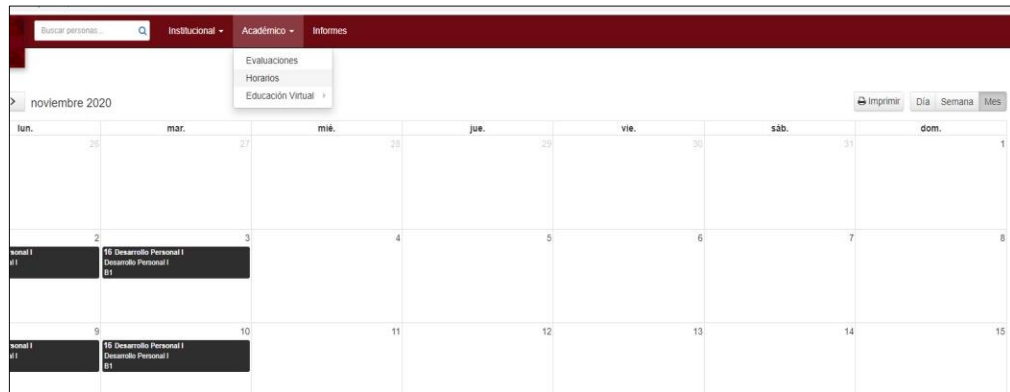 Buscar personas... Institucional Académico Informes
Evaluaciones
Horarios
Educación Virtual
noviembre 2020 Imprimir Día Semana Mes
lun. mar. mié. jue. vie. sáb. dom.
26 27 28 29 30 31 1
2 3 4 5 6 7 8
sonal I 16 Desarrollo Personal I
al I Desarrollo Personal I
B1
9 10 11 12 13 14 15
sonal I 16 Desarrollo Personal I
al I Desarrollo Personal I
B1